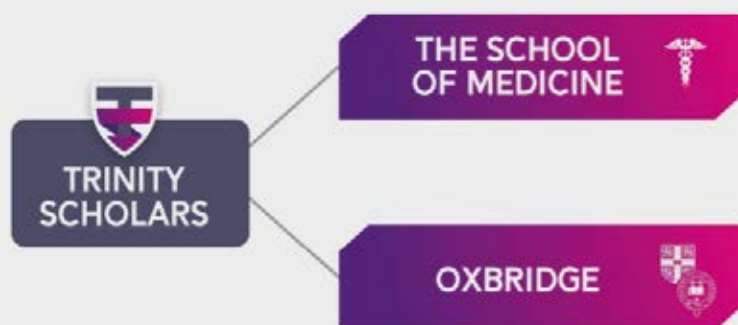 TRINITY
SCHOLARS
THE SCHOOL
OF MEDICINE
OXBRIDGE